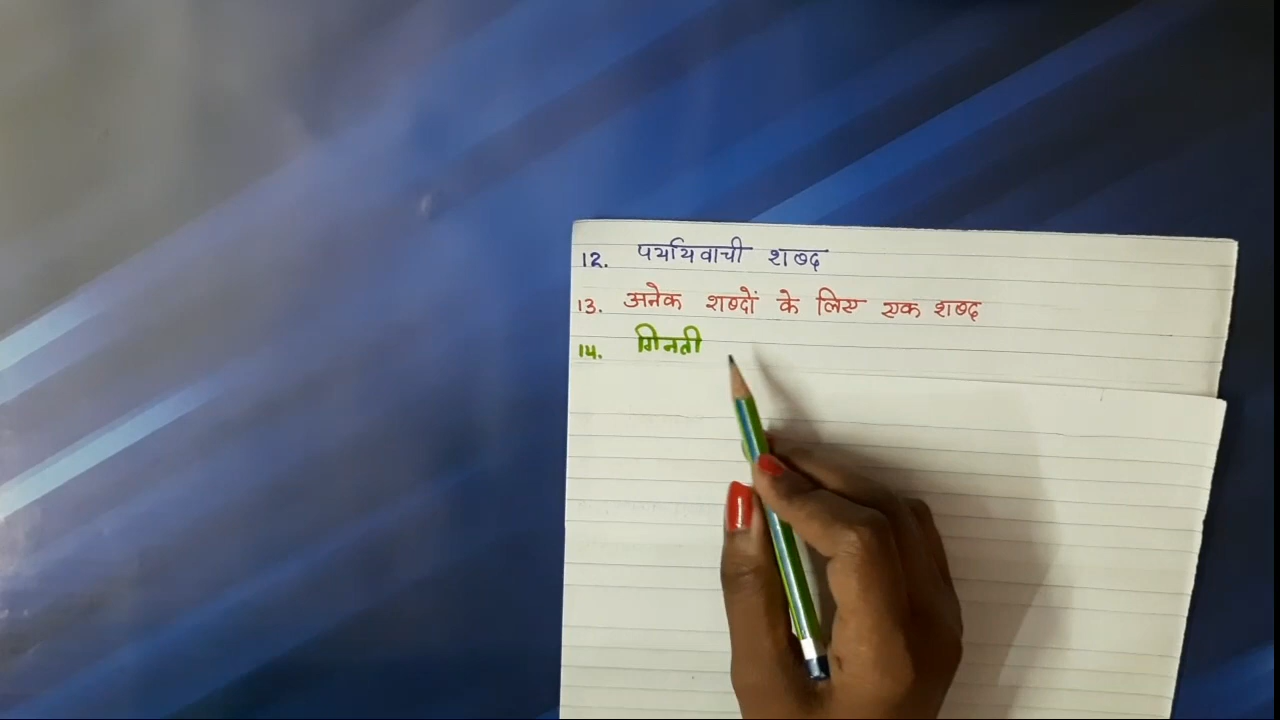 12. पर्यायवाची शब्द
13. अनेक शब्दों के लिए एक शब्द
14. गिनती